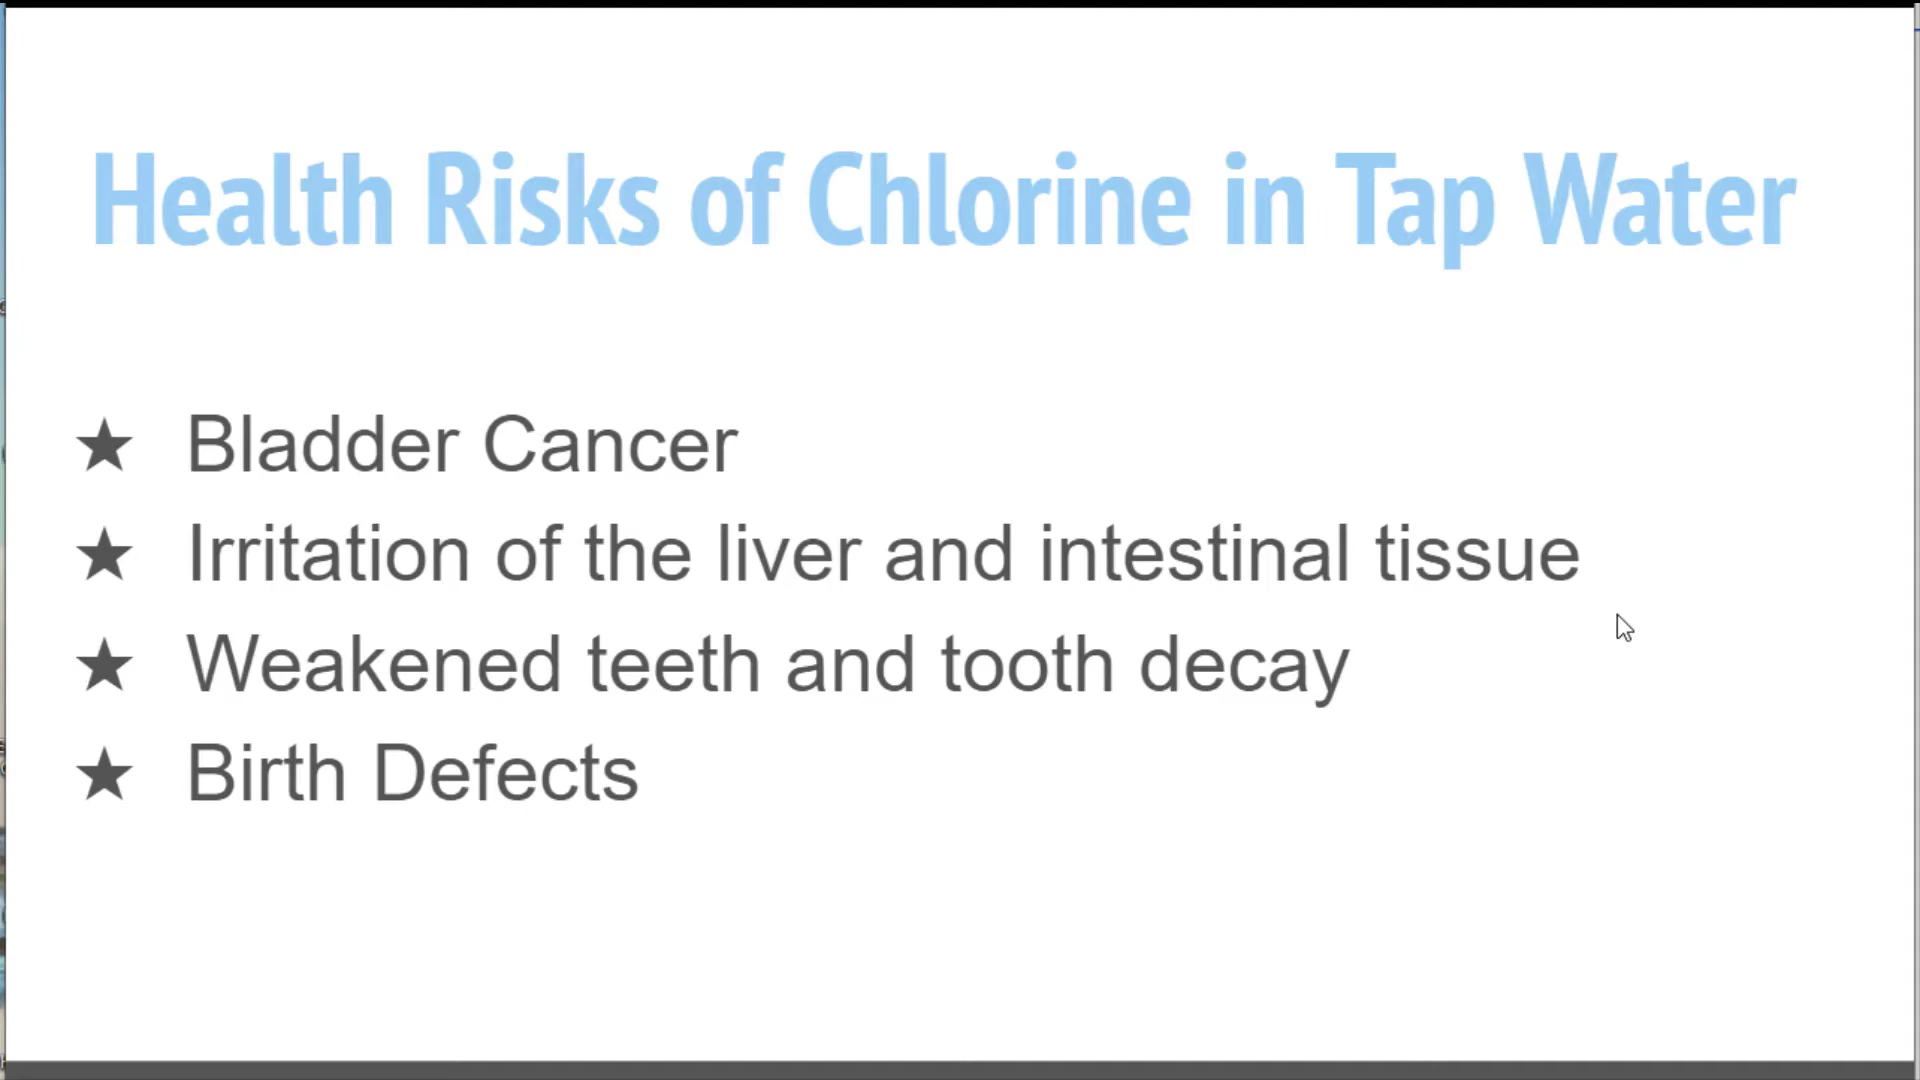 Health Risks of Chlorine in Tap Water
★ Bladder Cancer
★ Irritation of the liver and intestinal tissue
★ Weakened teeth and tooth decay
★ Birth Defects